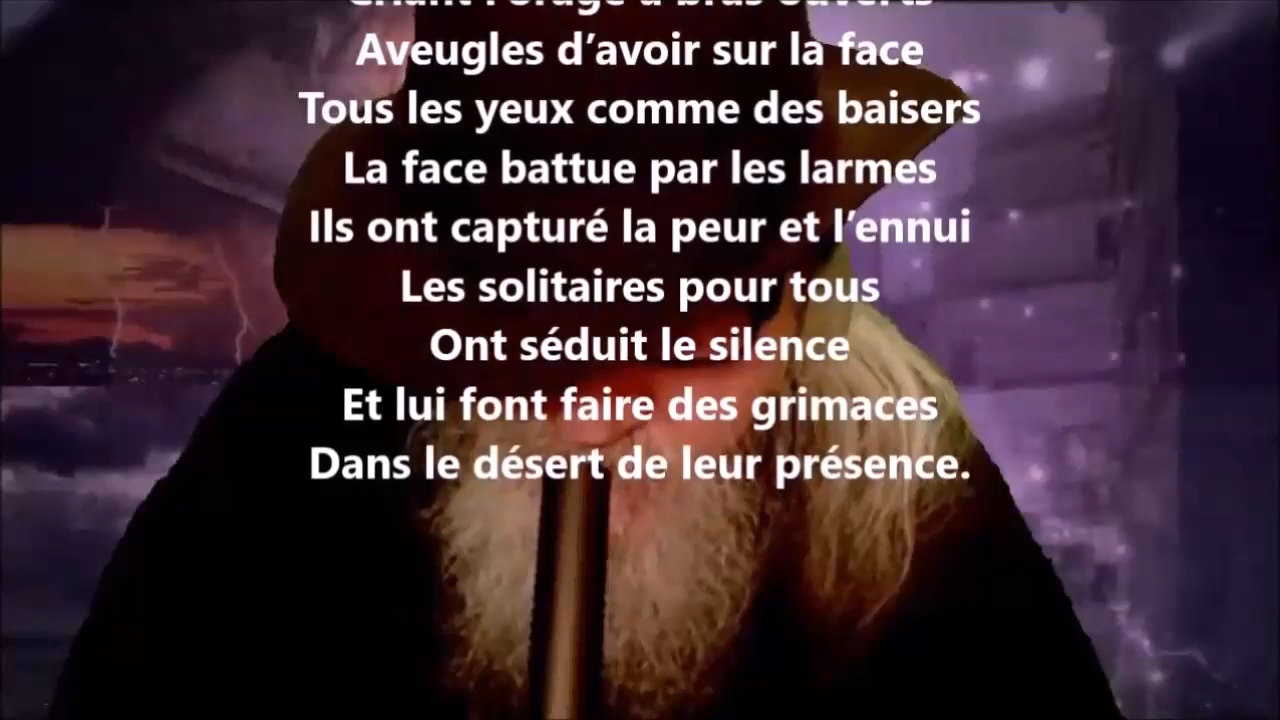 Aveugles d’avoir sur la face
Tous les yeux comme des baisers
La face battue par les larmes
Ils ont capturé la peur et l’ennui
Les solitaires pour tous
Ont séduit le silence
Et lui font faire des grimaces
Dans le désert de leur présence.